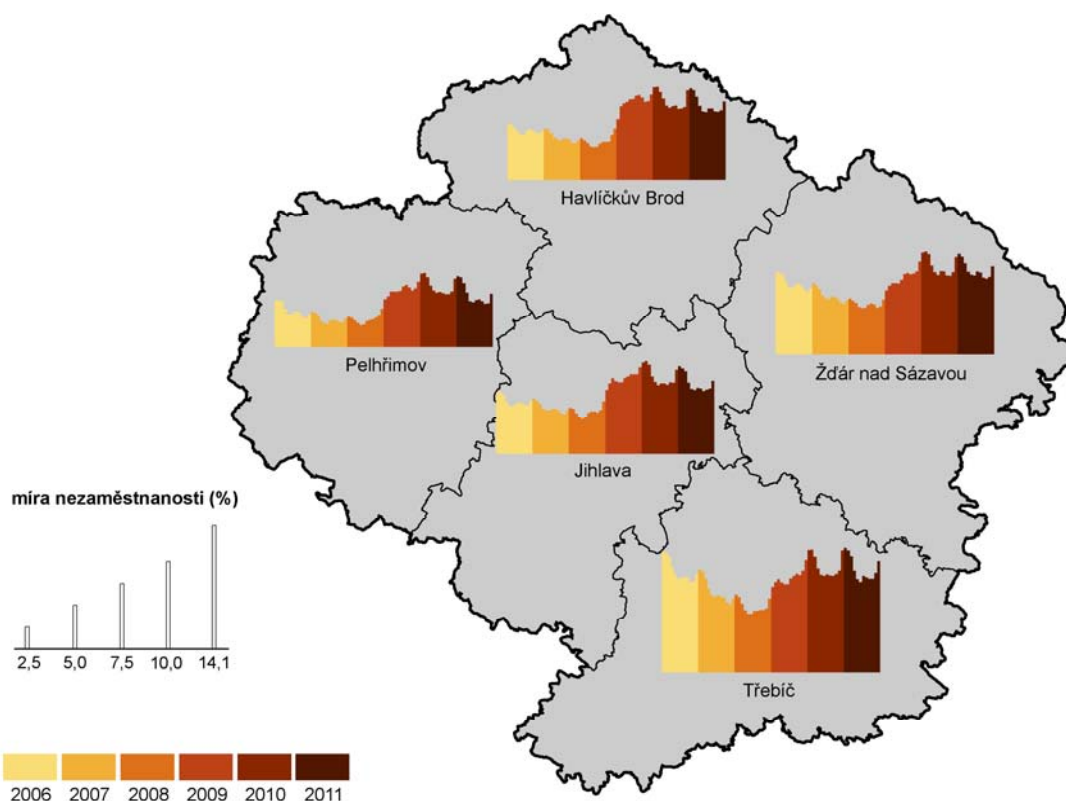 Havlíčkův Brod
Pelhřimov
Žďár nad Sázavou
Jihlava
míra nezaměstnanosti (%)
2,5 5,0 7,5 10,0 14,1
Třebíč
2006 2007 2008 2009 2010 2011